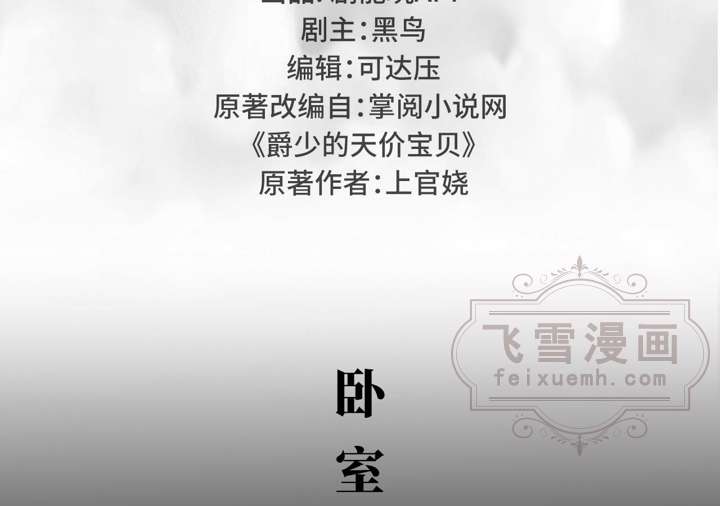 剧主：黑鸟
编辑：可达压
原著改编自：掌阅小说网
《爵少的天价宝贝》
原著作者：上官娆
飞雪漫画
feixuemh.com
卧
室